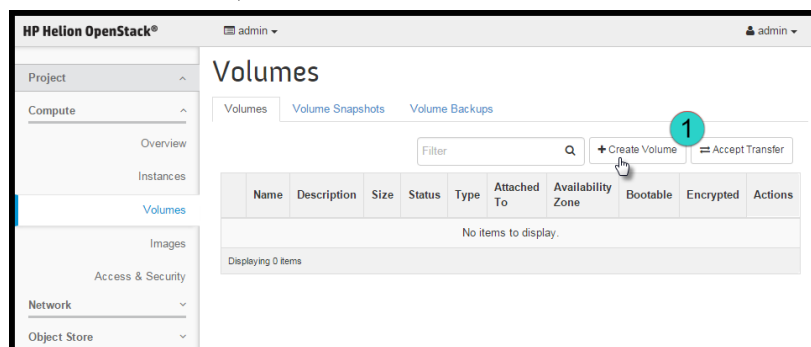 HP Helion OpenStack®
admin
admin
Project
Compute
Overview
Instances
Volumes
Images
Access & Security
Network
Object Store
Volumes
Volumes Volume Snapshots Volume Backups
1
Filter
+ Create Volume
Accept Transfer
Name Description Size Status Type Attached To Availability Zone Bootable Encrypted Actions
No items to display.
Displaying 0 items